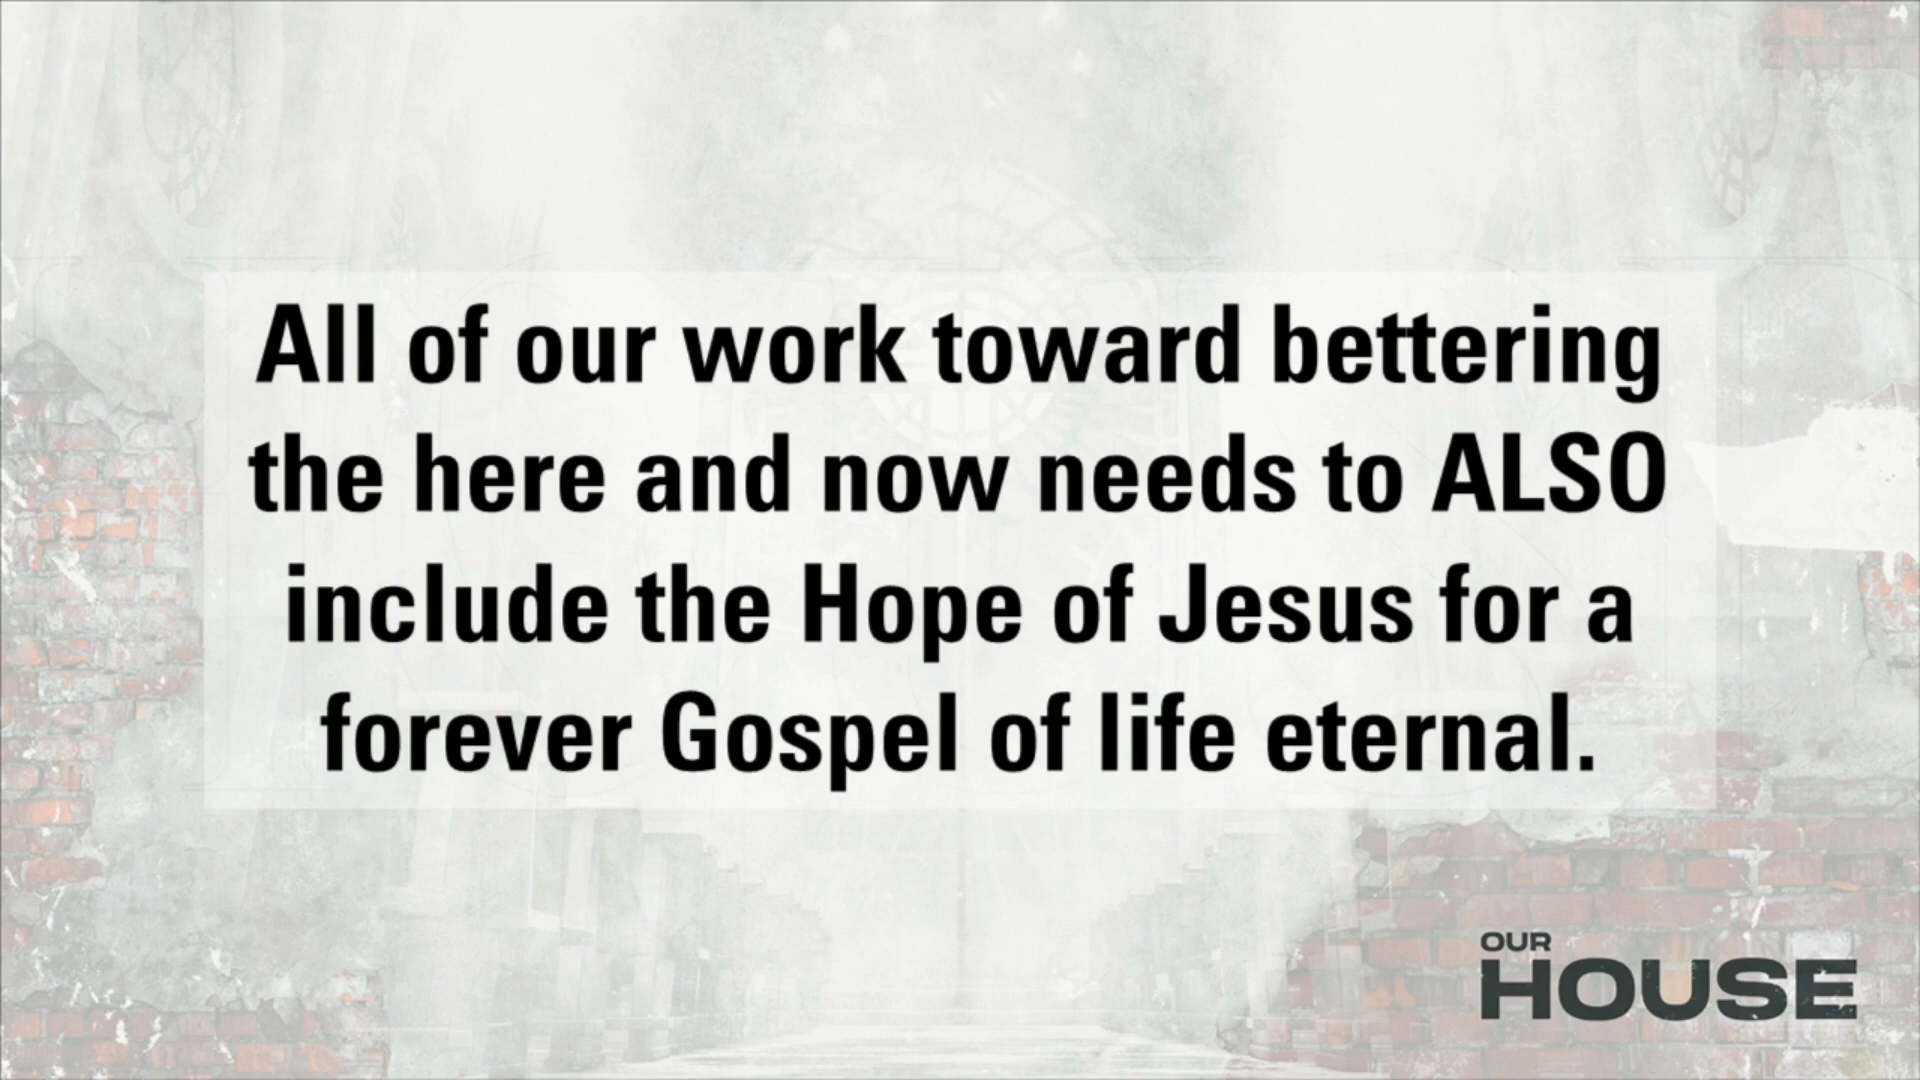 All of our work toward bettering
the here and now needs to ALSO
include the Hope of Jesus for a
forever Gospel of life eternal.
OUR
HOUSE